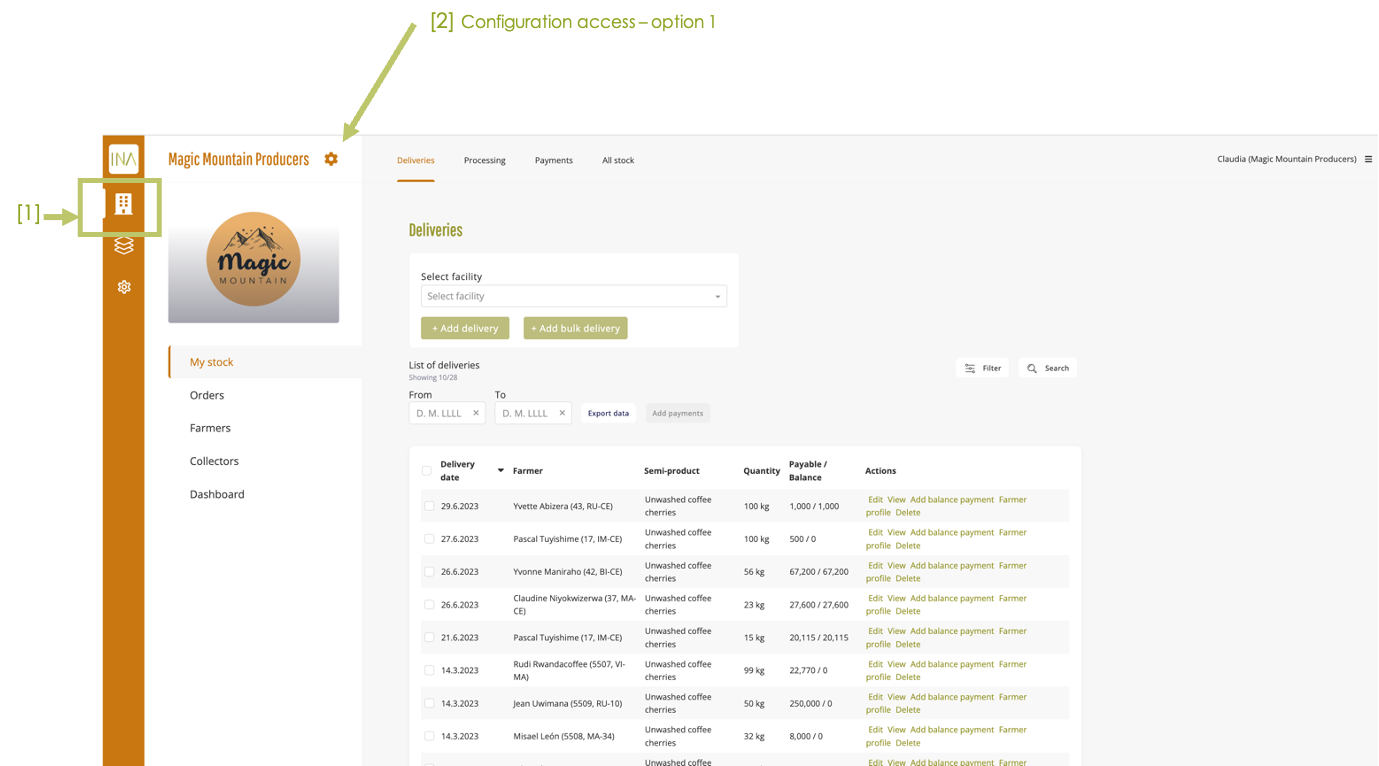 [2] Configuration access – option 1
INA
Magic Mountain Producers
Deliveries Processing Payments All stock
Claudia (Magic Mountain Producers)
[1]
Magic
MOUNTAIN
My stock
Orders
Farmers
Collectors
Dashboard
Deliveries
Select facility
Select facility
+ Add delivery + Add bulk delivery
List of deliveries
Showing 10/28
Filter Search
From To
D. M. LLLL × D. M. LLLL × Export data Add payments
Delivery date Farmer Semi-product Quantity Payable / Balance Actions
29.6.2023 Yvette Abizera (43, RU-CE) Unwashed coffee cherries 100 kg 1,000 / 1,000 Edit View Add balance payment Farmer profile Delete
27.6.2023 Pascal Tuyishime (17, IM-CE) Unwashed coffee cherries 100 kg 500 / 0 Edit View Add balance payment Farmer profile Delete
26.6.2023 Yvonne Maniraho (42, BI-CE) Unwashed coffee cherries 56 kg 67,200 / 67,200 Edit View Add balance payment Farmer profile Delete
26.6.2023 Claudine Niyokwizerwa (37, MA-CE) Unwashed coffee cherries 23 kg 27,600 / 27,600 Edit View Add balance payment Farmer profile Delete
21.6.2023 Pascal Tuyishime (17, IM-CE) Unwashed coffee cherries 15 kg 20,115 / 20,115 Edit View Add balance payment Farmer profile Delete
14.3.2023 Rudi Rwandacoffee (5507, VI-MA) Unwashed coffee cherries 99 kg 22,770 / 0 Edit View Add balance payment Farmer profile Delete
14.3.2023 Jean Uwimana (5509, RU-10) Unwashed coffee cherries 50 kg 250,000 / 0 Edit View Add balance payment Farmer profile Delete
14.3.2023 Misael León (5508, MA-34) Unwashed coffee cherries 32 kg 8,000 / 0 Edit View Add balance payment Farmer profile Delete
Unwashed coffee Edit View Add balance payment Farmer